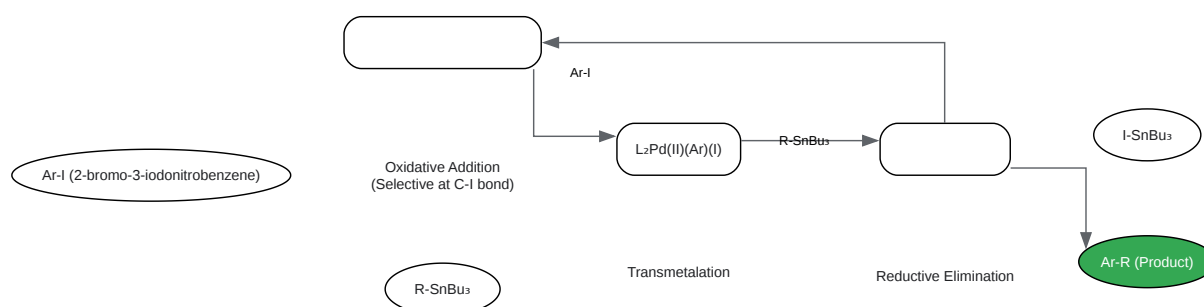 Ar-I
L₂Pd(II)(Ar)(I)
R-SnBu₃
I-SnBu₃
Ar-I (2-bromo-3-iodonitrobenzene)
Oxidative Addition
(Selective at C-I bond)
Transmetalation
Reductive Elimination
Ar-R (Product)
R-SnBu₃